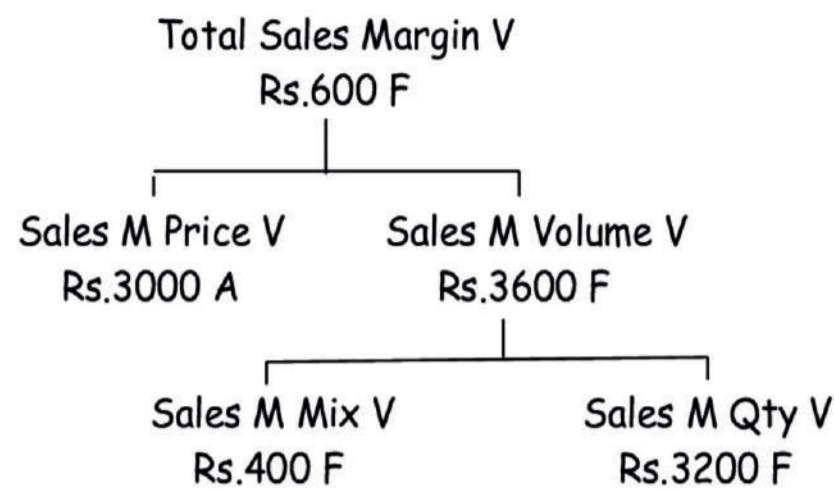 Total Sales Margin V
Rs.600 F
Sales M Price V
Rs.3000 A
Sales M Volume V
Rs.3600 F
Sales M Mix V
Rs.400 F
Sales M Qty V
Rs.3200 F